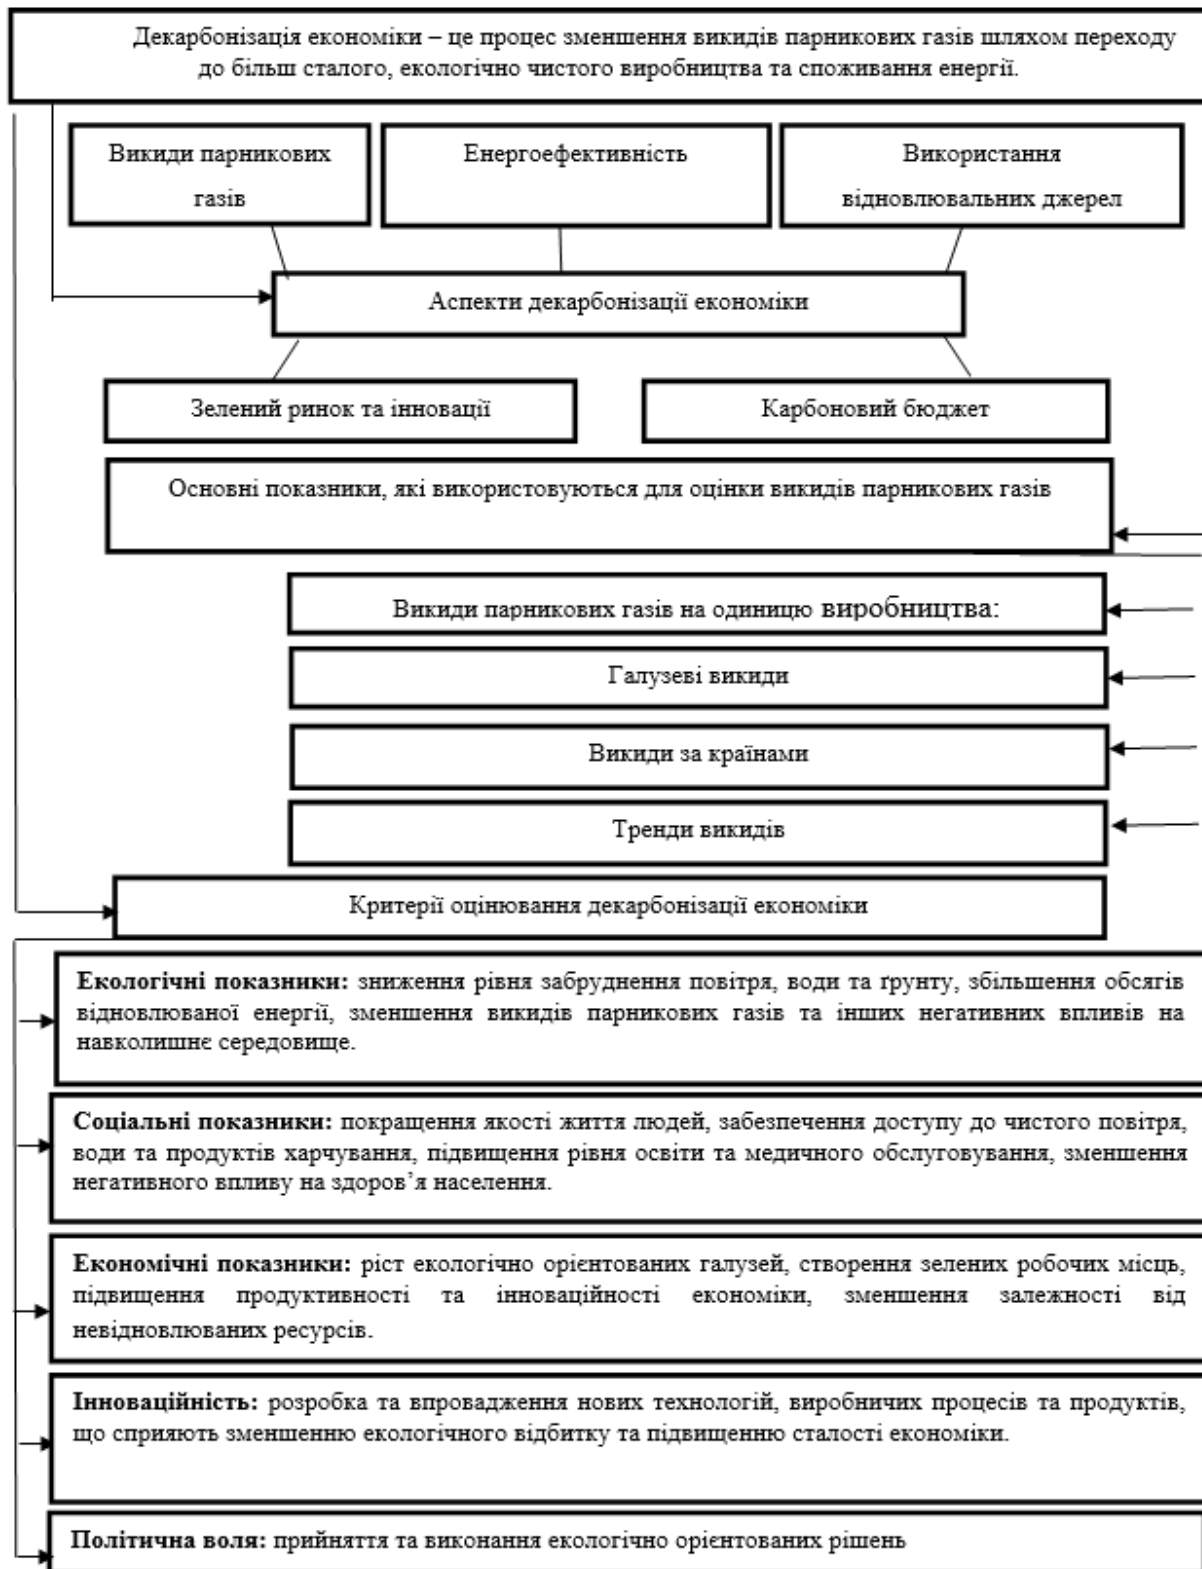 Декарбонізація економіки – це процес зменшення викидів парникових газів шляхом переходу
до більш сталого, екологічно чистого виробництва та споживання енергії.
Викиди парникових
газів
Енергоефективність
Використання
відновлювальних джерел
Аспекти декарбонізації економіки
Зелений ринок та інновації
Карбоновий бюджет
Основні показники, які використовуються для оцінки викидів парникових газів
Викиди парникових газів на одиницю виробництва:
Галузеві викиди
Викиди за країнами
Тренди викидів
Критерії оцінювання декарбонізації економіки
Екологічні показники: зниження рівня забруднення повітря, води та ґрунту, збільшення обсягів
відновлюваної енергії, зменшення викидів парникових газів та інших негативних впливів на
навколишнє середовище.
Соціальні показники: покращення якості життя людей, забезпечення доступу до чистого повітря,
води та продуктів харчування, підвищення рівня освіти та медичного обслуговування, зменшення
негативного впливу на здоров’я населення.
Економічні показники: ріст екологічно орієнтованих галузей, створення зелених робочих місць,
підвищення продуктивності та інноваційності економіки, зменшення залежності від
невідновлюваних ресурсів.
Інноваційність: розробка та впровадження нових технологій, виробничих процесів та продуктів,
що сприяють зменшенню екологічного відбитку та підвищенню сталості економіки.
Політична воля: прийняття та виконання екологічно орієнтованих рішень